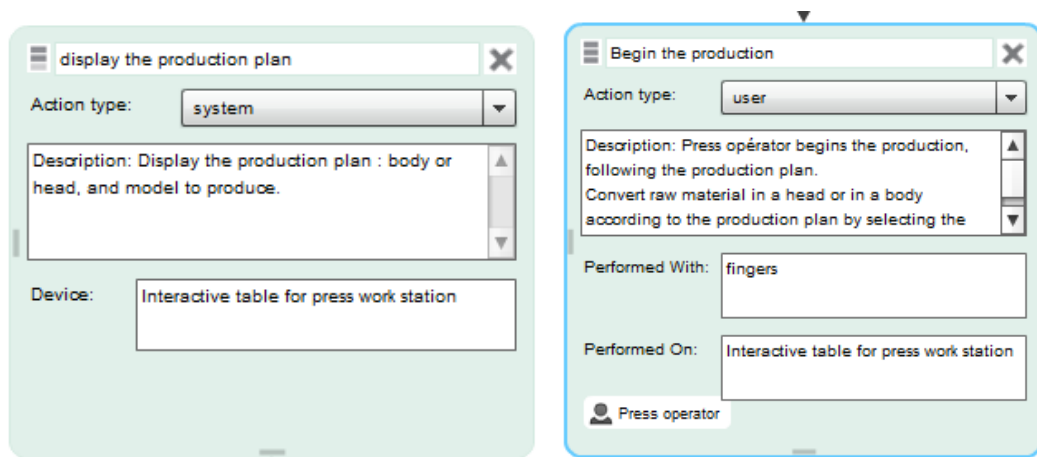 display the production plan
Action type:
system
Description: Display the production plan : body or
head, and model to produce.
Device:
Interactive table for press work station
Begin the production
Action type:
user
Description: Press opérator begins the production,
following the production plan.
Convert raw material in a head or in a body
according to the production plan by selecting the
Performed With:
fingers
Performed On:
Interactive table for press work station
Press operator